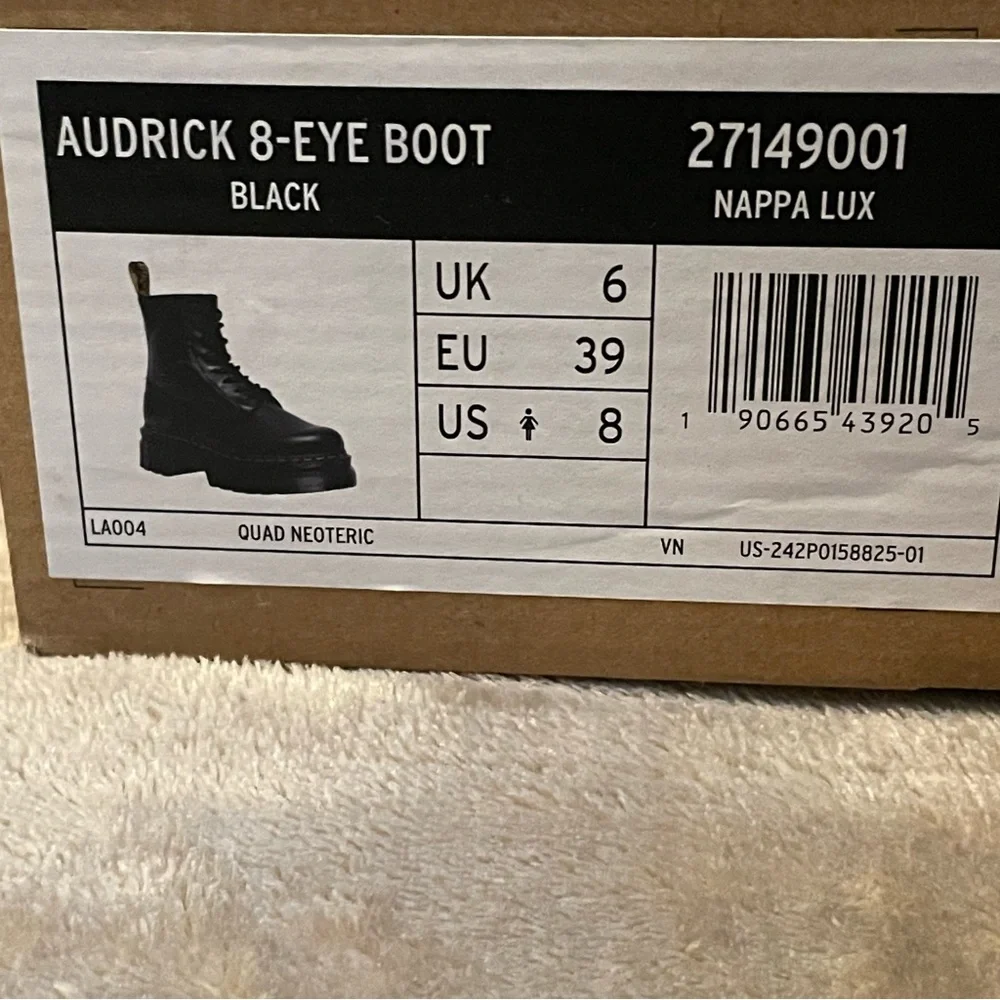 AUDRICK 8-EYE BOOT
BLACK
27149001
NAPPA LUX
UK 6
EU 39
US 8
1 90665 43920 5
LA004 QUAD NEOTERIC VN US-242P0158825-01